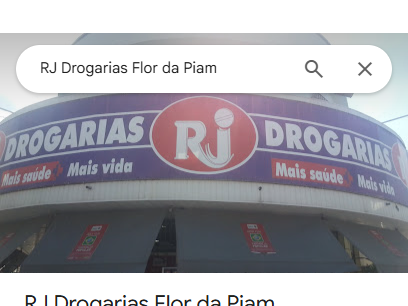 RJ Drogarias Flor da Piam
DROGARIAS RJ DROGARIAS
Mais saúde Mais vida Mais saúde Mais vida
RJ Drogarias Flor da Piam